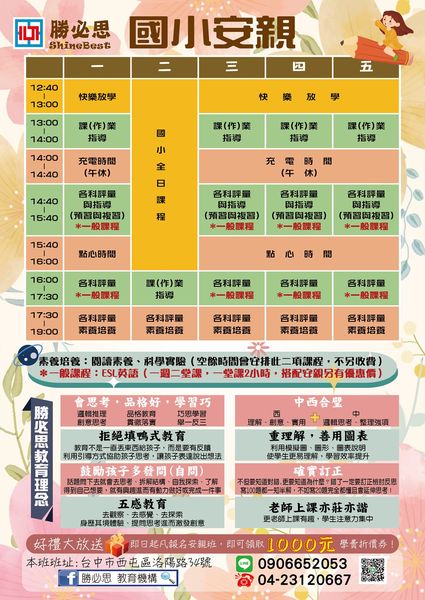 勝必思
ShineBest
國小安親
一 二 三 四 五
12:40
-
13:00
快樂放學
快樂放學
13:00
-
14:00
課(作)業
指導
課(作)業
指導
課(作)業
指導
課(作)業
指導
國小全日課程
14:00
-
14:40
充電時間
(午休)
充電時間
(午休)
14:40
-
15:40
各科評量
與指導
(預習與複習)
*一般課程
各科評量
與指導
(預習與複習)
*一般課程
各科評量
與指導
(預習與複習)
*一般課程
各科評量
與指導
(預習與複習)
*一般課程
15:40
-
16:00
點心時間
點心時間
16:00
-
17:30
各科評量
*一般課程
課(作)業
指導
各科評量
*一般課程
各科評量
*一般課程
各科評量
*一般課程
17:30
-
19:00
各科評量
素養培養
各科評量
素養培養
各科評量
素養培養
各科評量
素養培養
各科評量
素養培養
素養培養：閱讀素養、科學實驗（空餘時間會安排此二項課程，不另收費）
*一般課程：ESL英語（一週二堂課，一堂課2小時，搭配安親另有優惠價）
勝必思教育理念
會思考，品格好，學習巧
邏輯推理 品格教育 巧思學習
創意思考 貫徹落實 舉一反三
中西合璧
西 + 中
理解、創意、實用 邏輯思考、整理強項
拒絕填鴨式教育
教育不是一直丟東西給孩子，而是要有反饋
利用引導方式協助孩子思考，讓孩子表達說出想法
重理解，善用圖表
利用模擬圖、圖形、圖表說明
使學生更易理解，學習效率提升
鼓勵孩子多發問(自問)
話題問下去就會去思考、拆解結構、自我探索、了解
得到自己想要，就有興趣進而有動力做好或完成一件事
確實訂正
不但要知道對錯，更要知道為什麼，錯了一定要訂正檢討反思
寫100題都一知半解，不如寫20題完全都懂且會延伸思考！
五感教育
去觀察、去感覺、去探索
身歷其境體驗，提問思考進而激發創意
老師上課亦莊亦諧
更老師上課有趣，學生注意力集中
好禮大放送 即日起凡報名安親班，即可領取1000元學費折價券！
本班班址：台中市西屯區洛陽路34號
勝必思 教育機構
LINE
0906652053
04-23120667